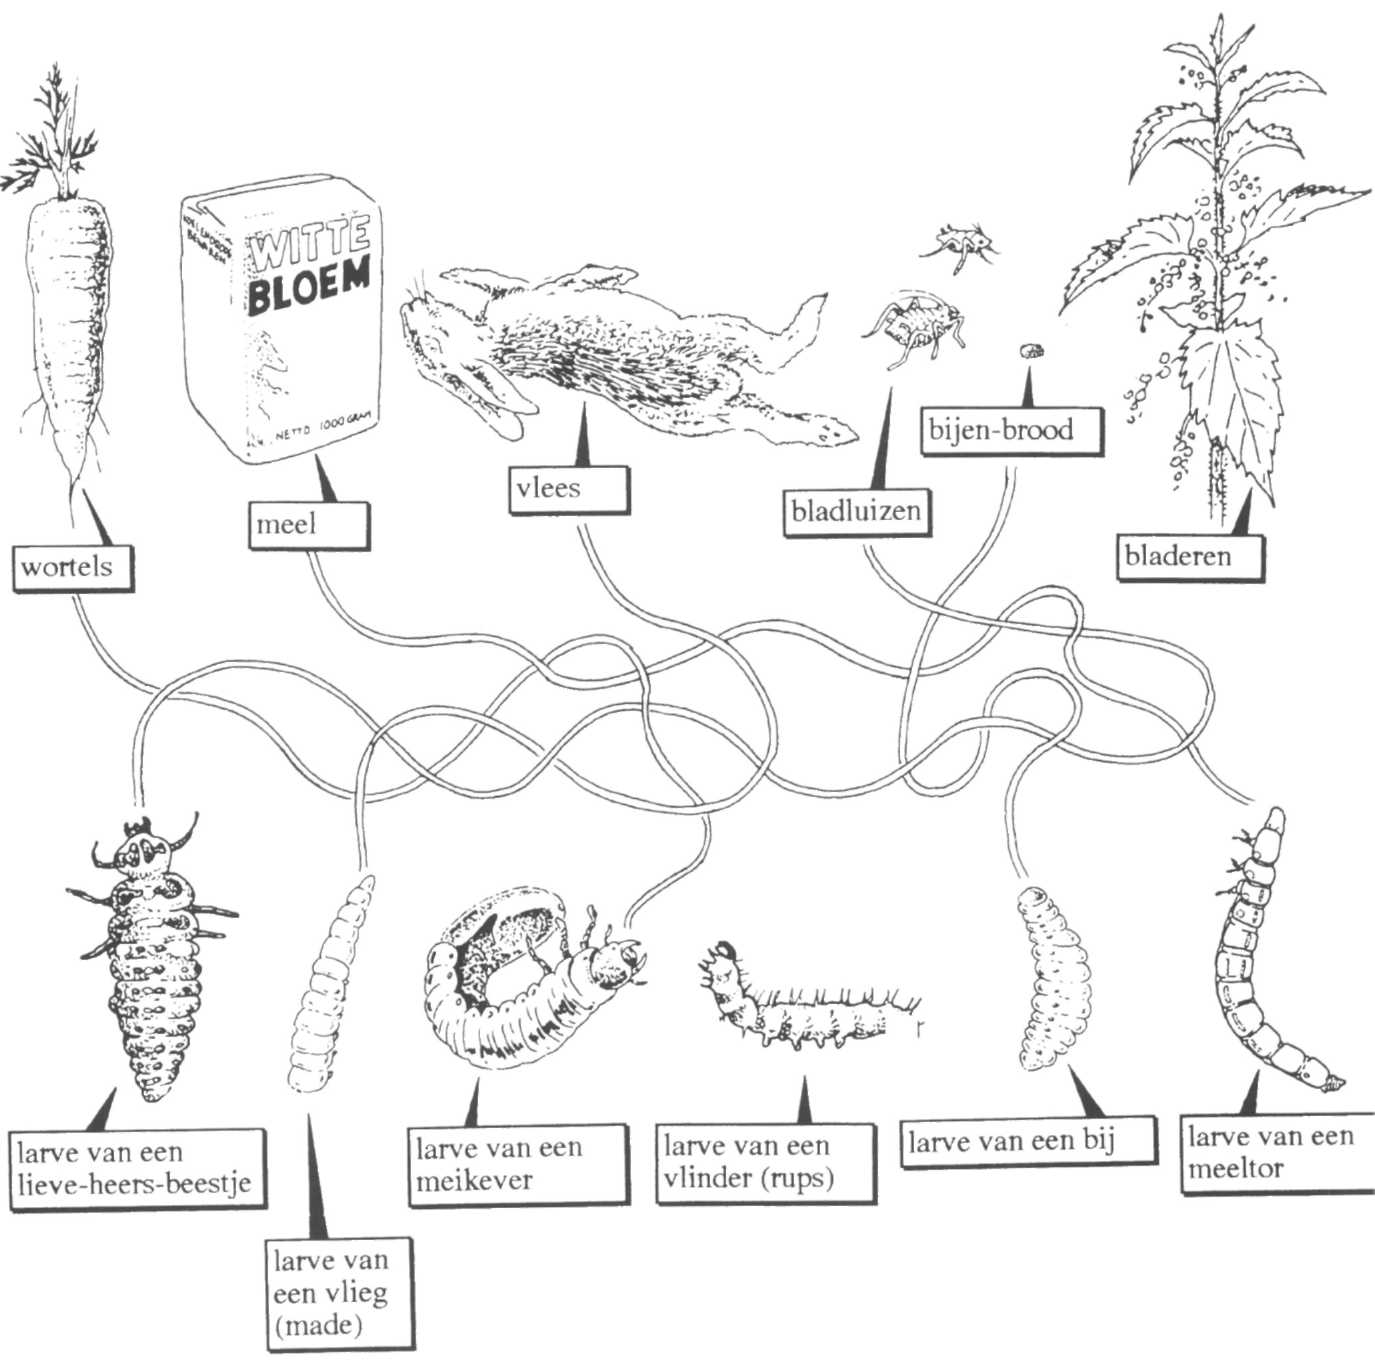 WITTE
BLOEM
NETTO 1000 GRAM
bijen-brood
vlees
bladluizen
meel
bladeren
wortels
larve van een
lieve-heers-beestje
larve van een
meikever
larve van een
vlinder (rups)
larve van een bij
larve van een
meeltor
larve van
een vlieg
(made)